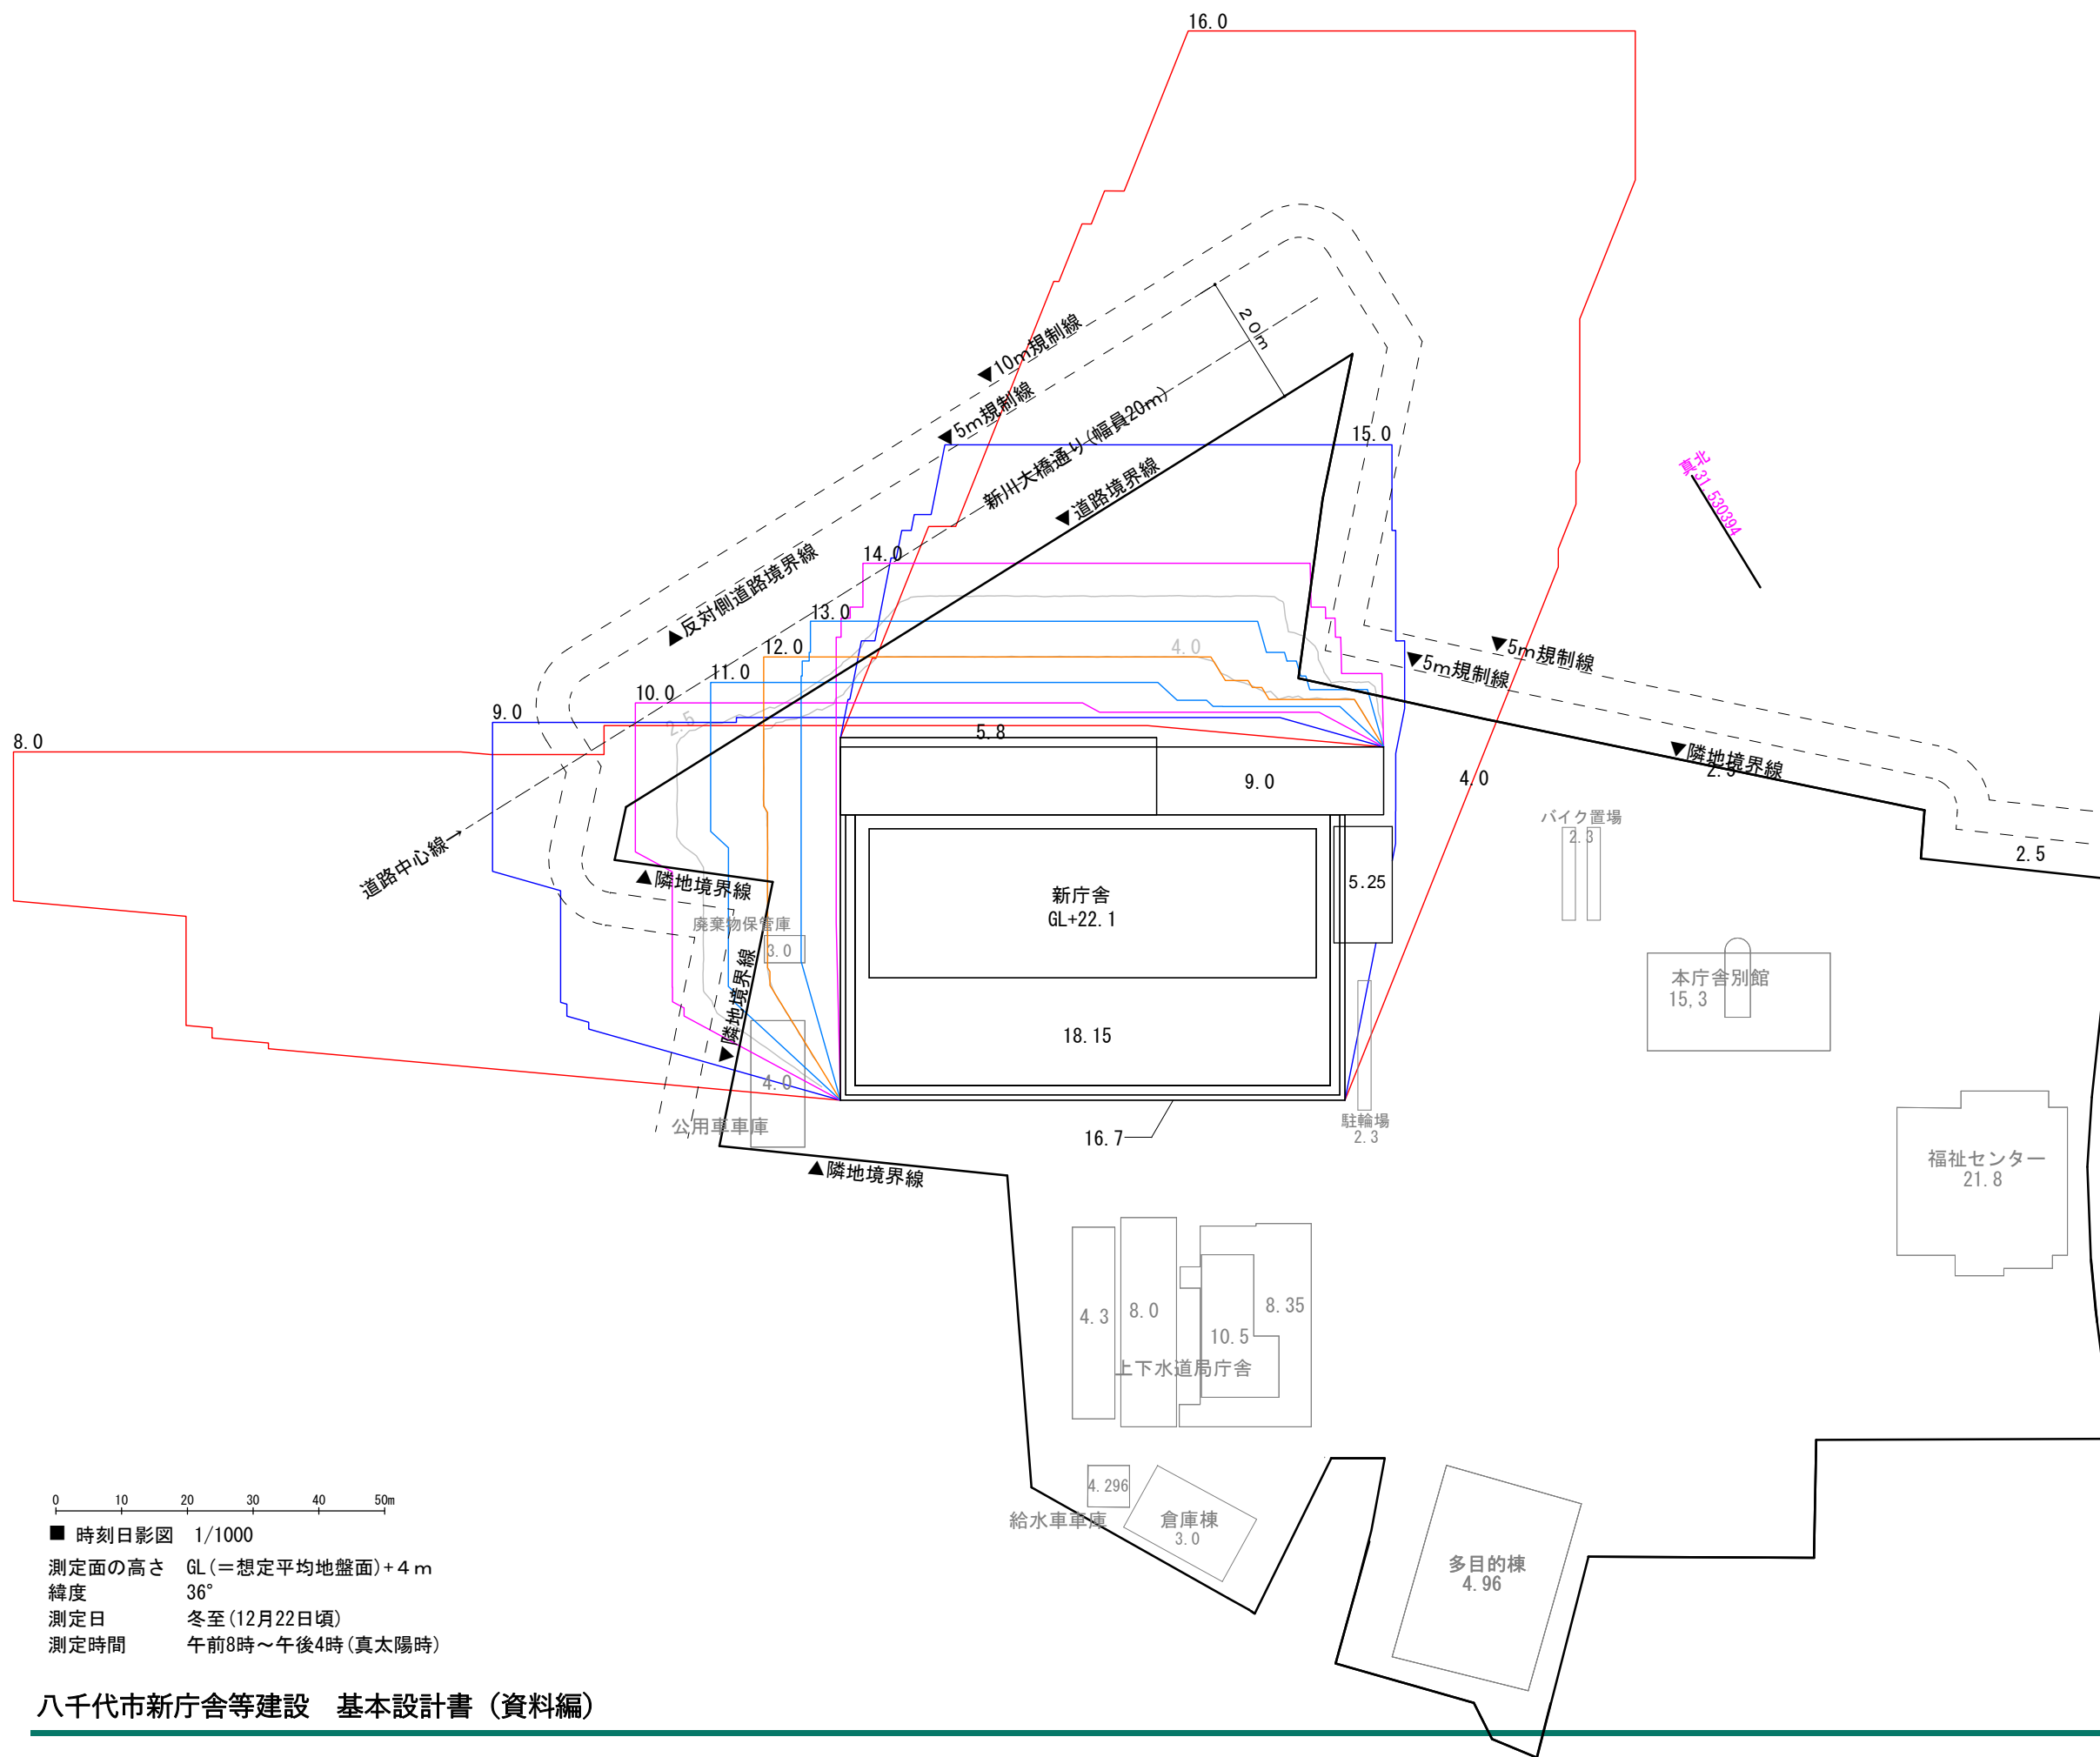 16.0
▲10m規制線
20m
▲5m規制線
新川大橋通り(幅員20m)
▲道路境界線
15.0
真北
31.530394
14.0
▲反対側道路境界線
13.0
12.0
4.0
11.0
10.0
2.5
9.0
8.0
5.8
9.0
▼5m規制線
▼5m規制線
▼隣地境界線
2.5
4.0
道路中心線→
▲隣地境界線
廃棄物保管庫
3.0
▲隣地境界線
新庁舎
GL+22.1
5.25
18.15
16.7
バイク置場
2.3
2.5
本庁舎別館
15,3
4.0
公用車車庫
▲隣地境界線
駐輪場
2.3
福祉センター
21.8
4.3
8.0
10.5
8.35
上下水道局庁舎
4.296
給水車車庫
倉庫棟
3.0
多目的棟
4.96
0 10 20 30 40 50m
■ 時刻日影図 1/1000
測定面の高さ GL(＝想定平均地盤面)+4m
緯度 36°
測定日 冬至(12月22日頃)
測定時間 午前8時～午後4時(真太陽時)
八千代市新庁舎等建設 基本設計書（資料編）